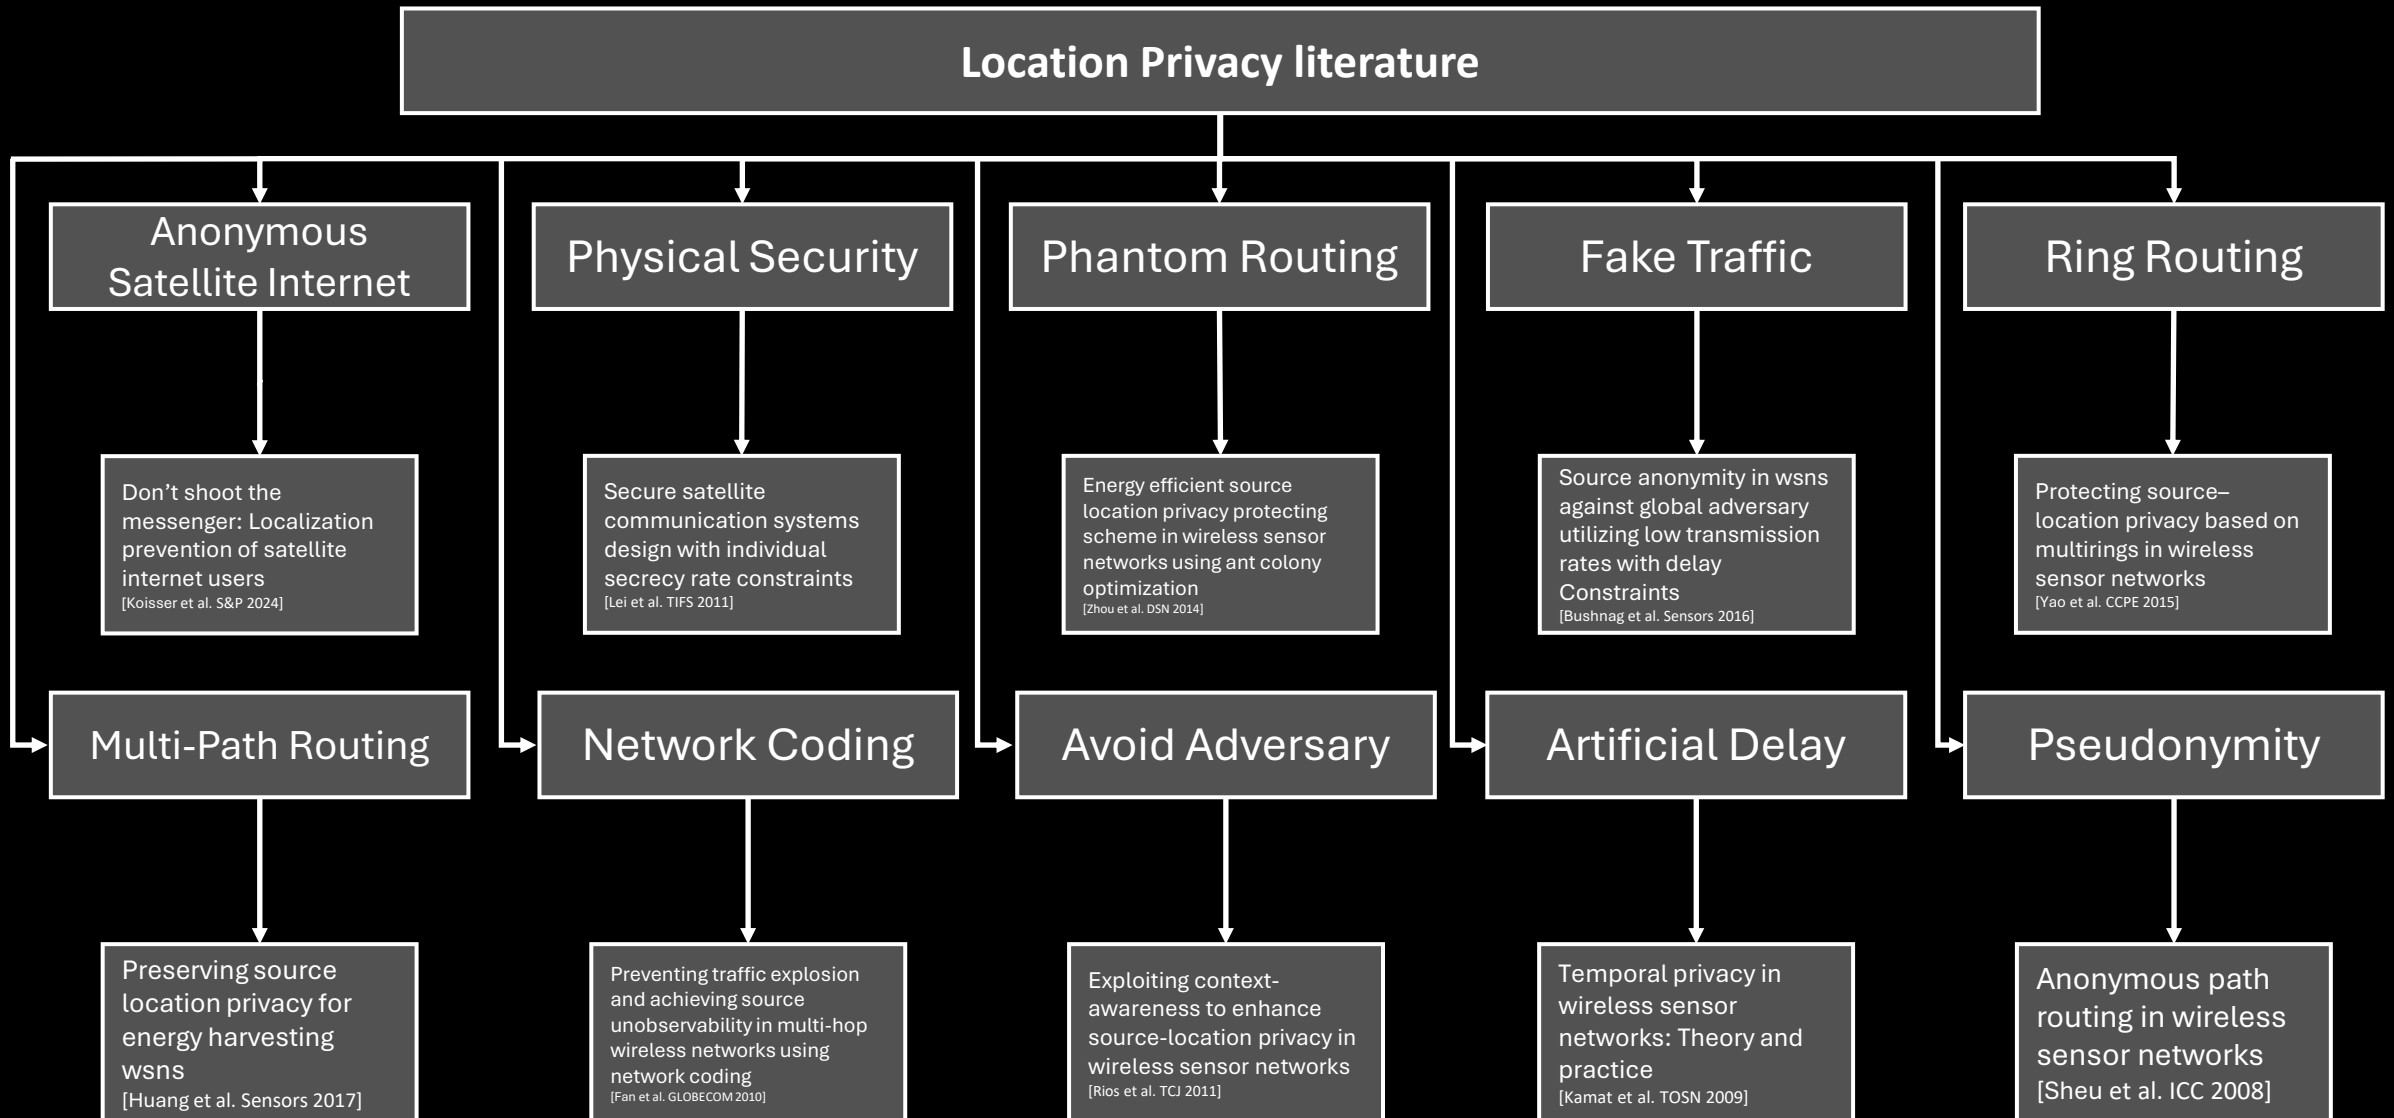 Location Privacy literature
Anonymous
Satellite Internet
Physical Security
Phantom Routing
Fake Traffic
Ring Routing
Don’t shoot the
messenger: Localization
prevention of satellite
internet users
[Koisser et al. S&P 2024]
Secure satellite
communication systems
design with individual
secrecy rate constraints
[Lei et al. TIFS 2011]
Energy efficient source
location privacy protecting
scheme in wireless sensor
networks using ant colony
optimization
[Zhou et al. DSN 2014]
Source anonymity in wsns
against global adversary
utilizing low transmission
rates with delay
Constraints
[Bushnag et al. Sensors 2016]
Protecting source–
location privacy based on
multirings in wireless
sensor networks
[Yao et al. CCPE 2015]
Multi-Path Routing
Network Coding
Avoid Adversary
Artificial Delay
Pseudonymity
Preserving source
location privacy for
energy harvesting
wsns
[Huang et al. Sensors 2017]
Preventing traffic explosion
and achieving source
unobservability in multi-hop
wireless networks using
network coding
[Fan et al. GLOBECOM 2010]
Exploiting context-
awareness to enhance
source-location privacy in
wireless sensor networks
[Rios et al. TCJ 2011]
Temporal privacy in
wireless sensor
networks: Theory and
practice
[Kamat et al. TOSN 2009]
Anonymous path
routing in wireless
sensor networks
[Sheu et al. ICC 2008]